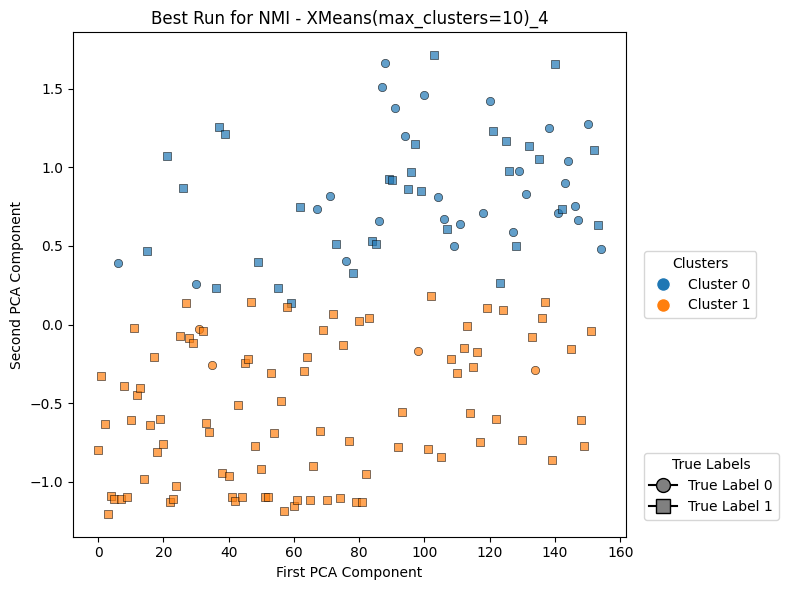 Best Run for NMI - XMeans(max_clusters=10)_4
Second PCA Component
1.5
1.0
0.5
0.0
−0.5
−1.0
0 20 40 60 80 100 120 140 160
First PCA Component
Clusters
Cluster 0
Cluster 1
True Labels
True Label 0
True Label 1